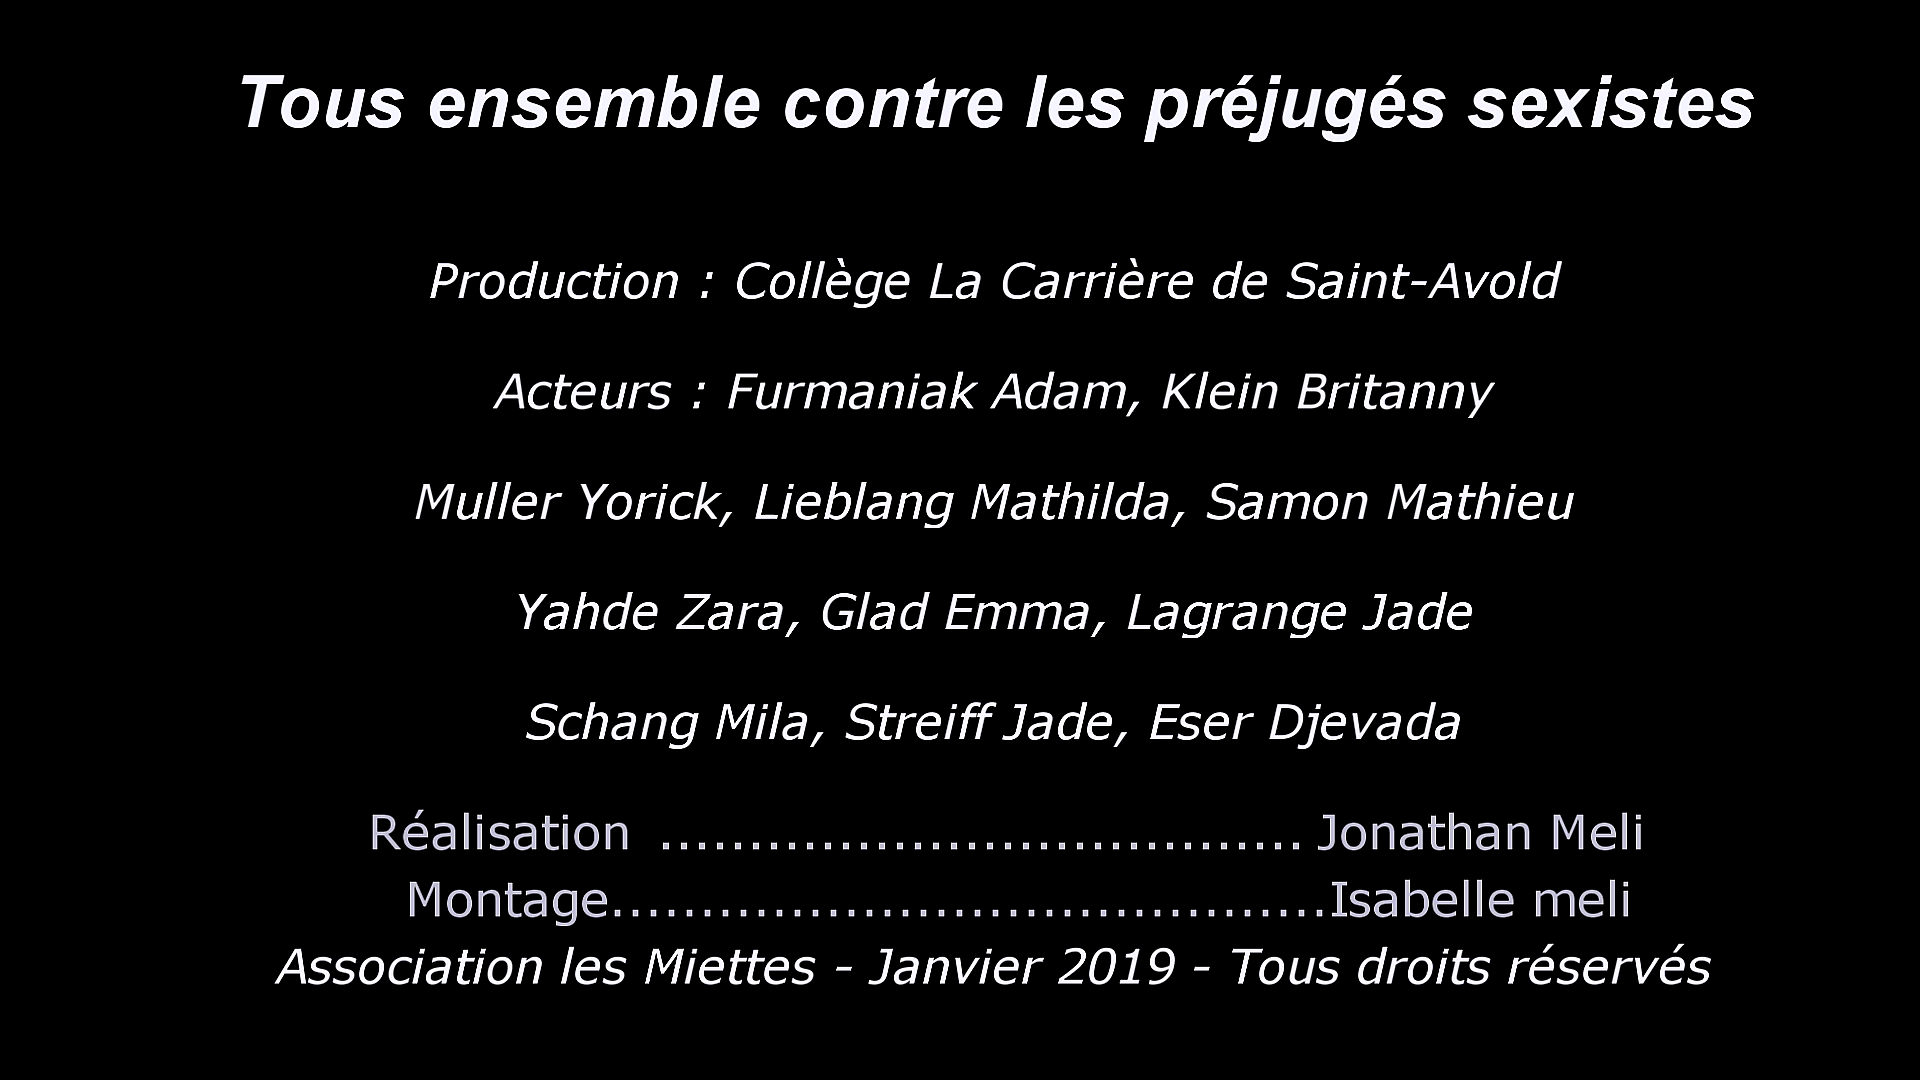 Tous ensemble contre les préjugés sexistes
Production : Collège La Carrière de Saint-Avold
Acteurs : Furmaniak Adam, Klein Britanny
Muller Yorick, Lieblang Mathilda, Samon Mathieu
Yahde Zara, Glad Emma, Lagrange Jade
Schang Mila, Streiff Jade, Eser Djevada
Réalisation .................................... Jonathan Meli
Montage........................................Isabelle meli
Association les Miettes - Janvier 2019 - Tous droits réservés